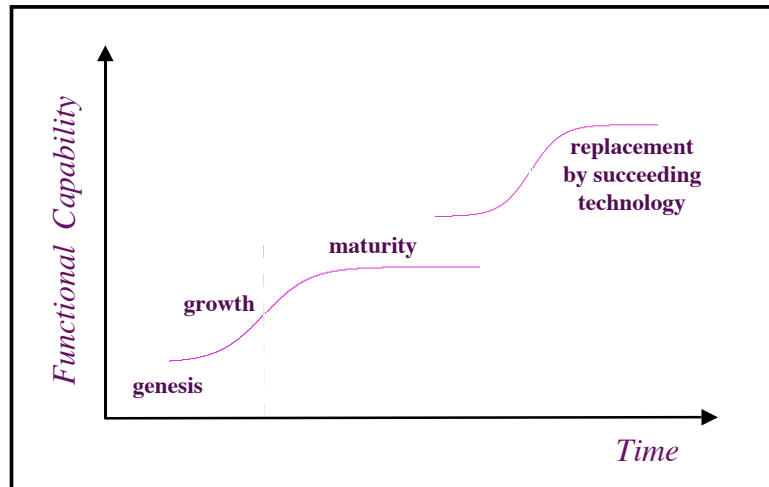 Functional Capability
replacement
by succeeding
technology
maturity
growth
genesis
Time